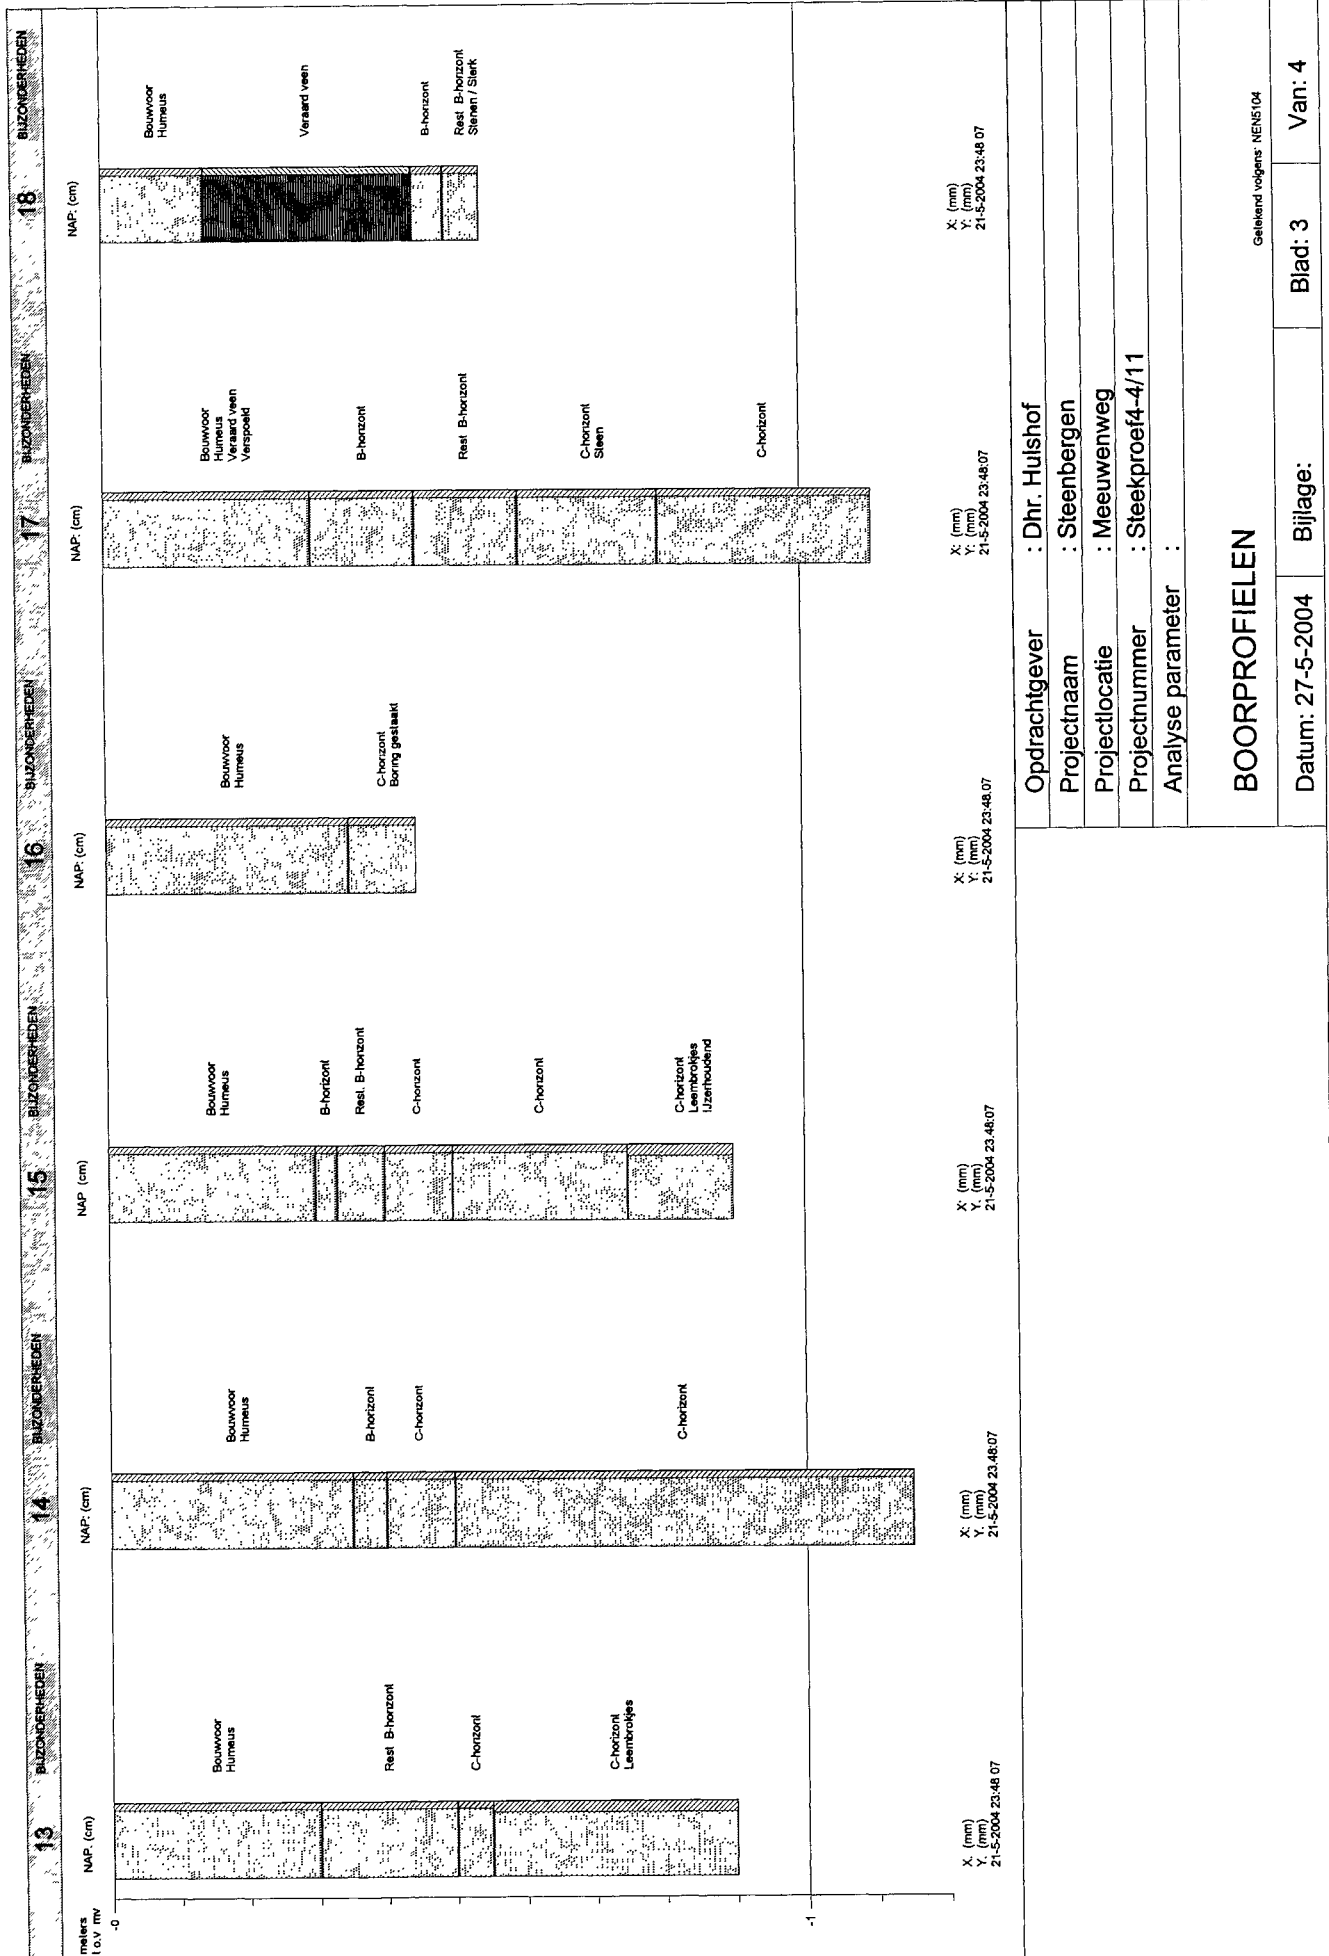 13 BIJZONDERHEDEN 14 BIJZONDERHEDEN 15 BIJZONDERHEDEN 16 BIJZONDERHEDEN 17 BIJZONDERHEDEN 18 BIJZONDERHEDEN
meters
t.o.v. mv
-0
-1
NAP. (cm)
Bouwvoor
Humeus
Rest B-horizont
C-horizont
C-horizont
Leembrokjes
X. (mm)
Y. (mm)
21-5-2004 23:48 07
NAP: (cm)
Bouwvoor
Humeus
B-horizont
C-horizont
C-horizont
X: (mm)
Y. (mm)
21-5-2004 23.48:07
NAP (cm)
Bouwvoor
Humeus
B-horizont
Rest. B-horizont
C-horizont
C-horizont
C-horizont
Leembrokjes
IJzerhoudend
X: (mm)
Y. (mm)
21-5-2004 23.48:07
NAP: (cm)
Bouwvoor
Humeus
C-horizont
Boring gestaakt
X: (mm)
Y: (mm)
21-5-2004 23:48.07
NAP: (cm)
Bouwvoor
Humeus
Veraard veen
Verspoeld
B-horizont
Rest B-horizont
C-horizont
Steen
C-horizont
X: (mm)
Y: (mm)
21-5-2004 23:48:07
NAP: (cm)
Bouwvoor
Humeus
Veraard veen
B-horizont
Rest B-horizont
Stenen / Sterk
X: (mm)
Y: (mm)
21-5-2004 23:48 07
Opdrachtgever : Dhr. Hulshof
Projectnaam : Steenbergen
Projectlocatie : Meeuwenweg
Projectnummer : Steekproef4-4/11
Analyse parameter :
BOORPROFIELEN
Getekend volgens: NEN5104
Datum: 27-5-2004 Bijlage: Blad: 3 Van: 4